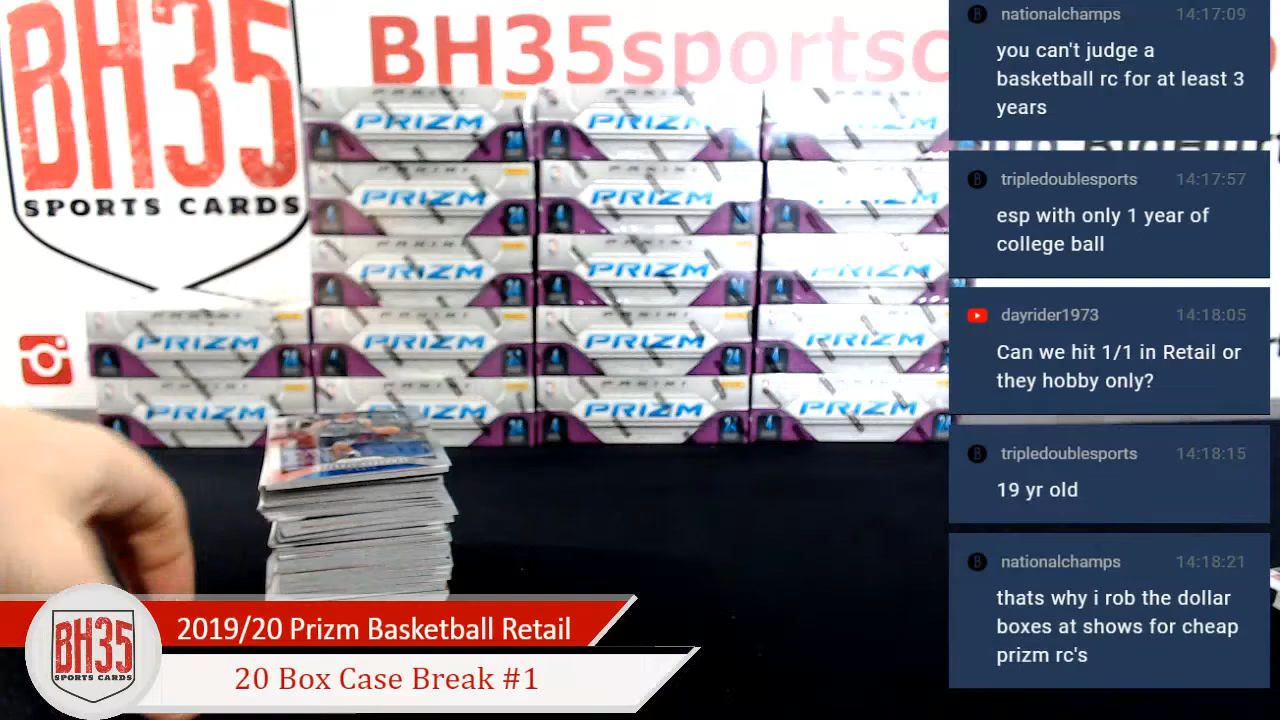 BH35
SPORTS CARDS
BH35sportsc
PRIZM PRIZM PRIZM
PRIZM PRIZM
PRIZM PRIZM PRIZM
PRIZM PRIZM PRIZM PRIZM
PRIZM PRIZM PRIZM PRIZM
nationalchamps 14:17:09
you can't judge a
basketball rc for at least 3
years
tripledoublesports 14:17:57
esp with only 1 year of
college ball
dayrider1973 14:18:05
Can we hit 1/1 in Retail or
they hobby only?
tripledoublesports 14:18:15
19 yr old
nationalchamps 14:18:21
thats why i rob the dollar
boxes at shows for cheap
prizm rc's
BH35
SPORTS CARDS
2019/20 Prizm Basketball Retail
20 Box Case Break #1